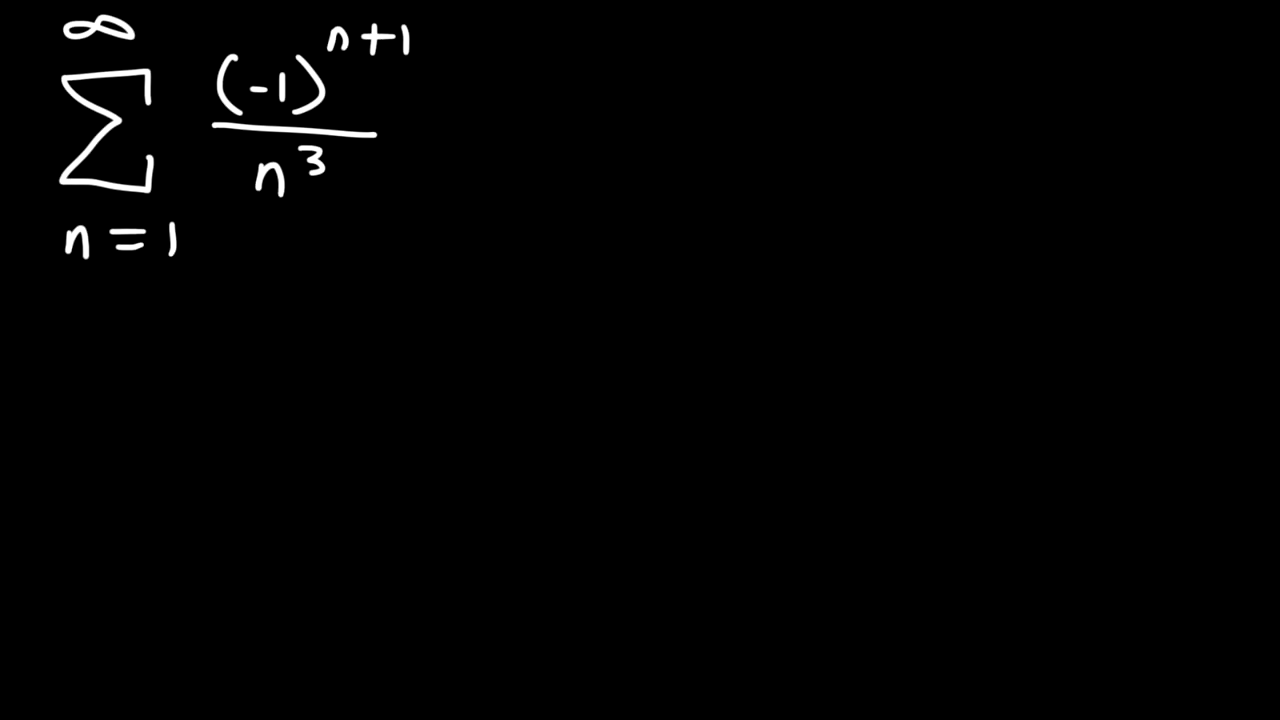 ∞
∑ (-1)^{n+1} / n^3
n = 1